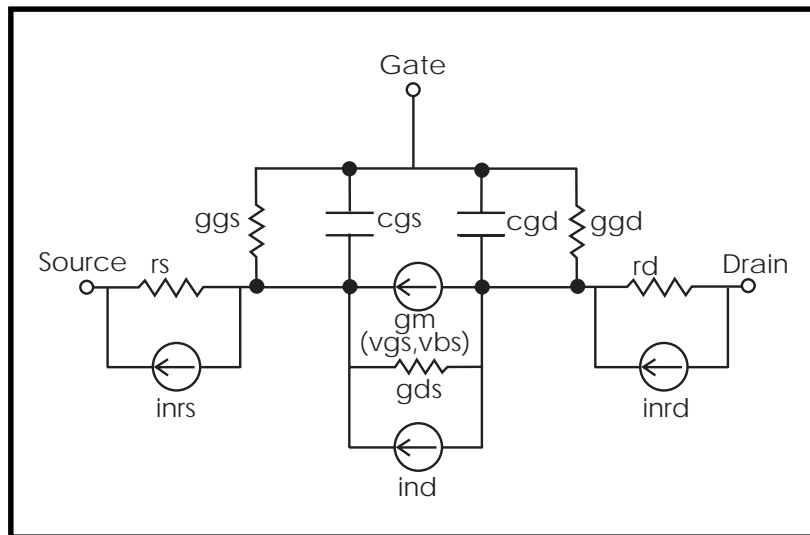 Gate
ggs
cgs
cgd
ggd
Source
rs
rd
Drain
gm
(vgs,vbs)
gds
inrs
inrd
ind